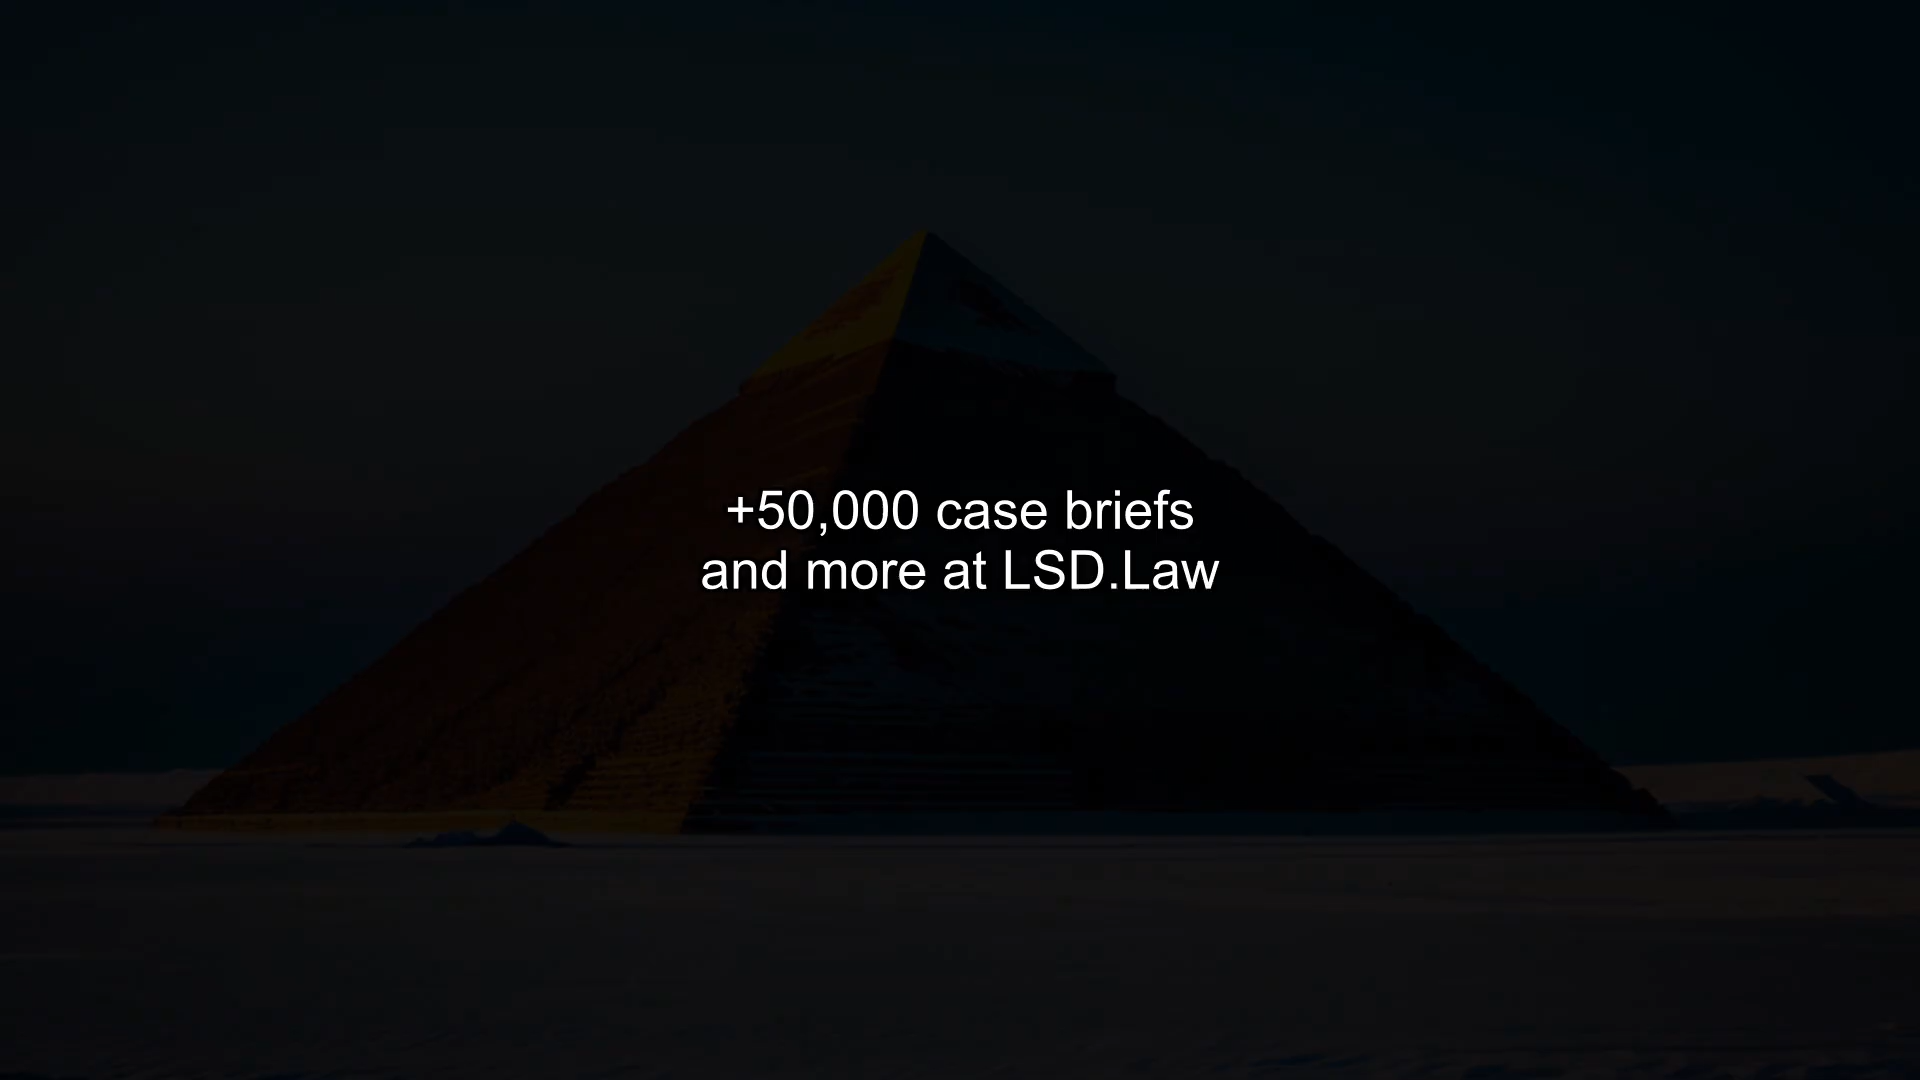 +50,000 case briefs
and more at LSD.Law